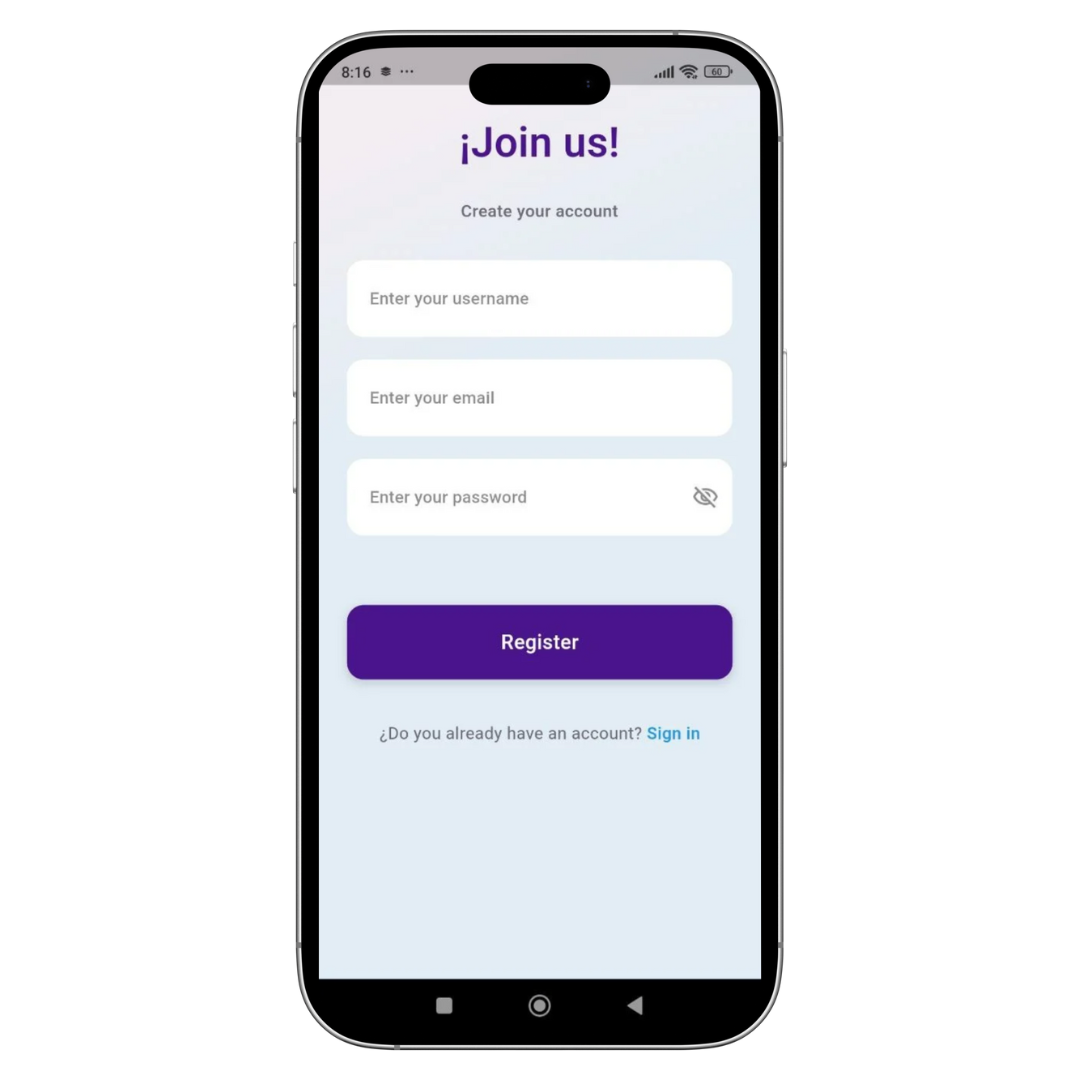 8:16
60
¡Join us!
Create your account
Enter your username
Enter your email
Enter your password
Register
¿Do you already have an account? Sign in